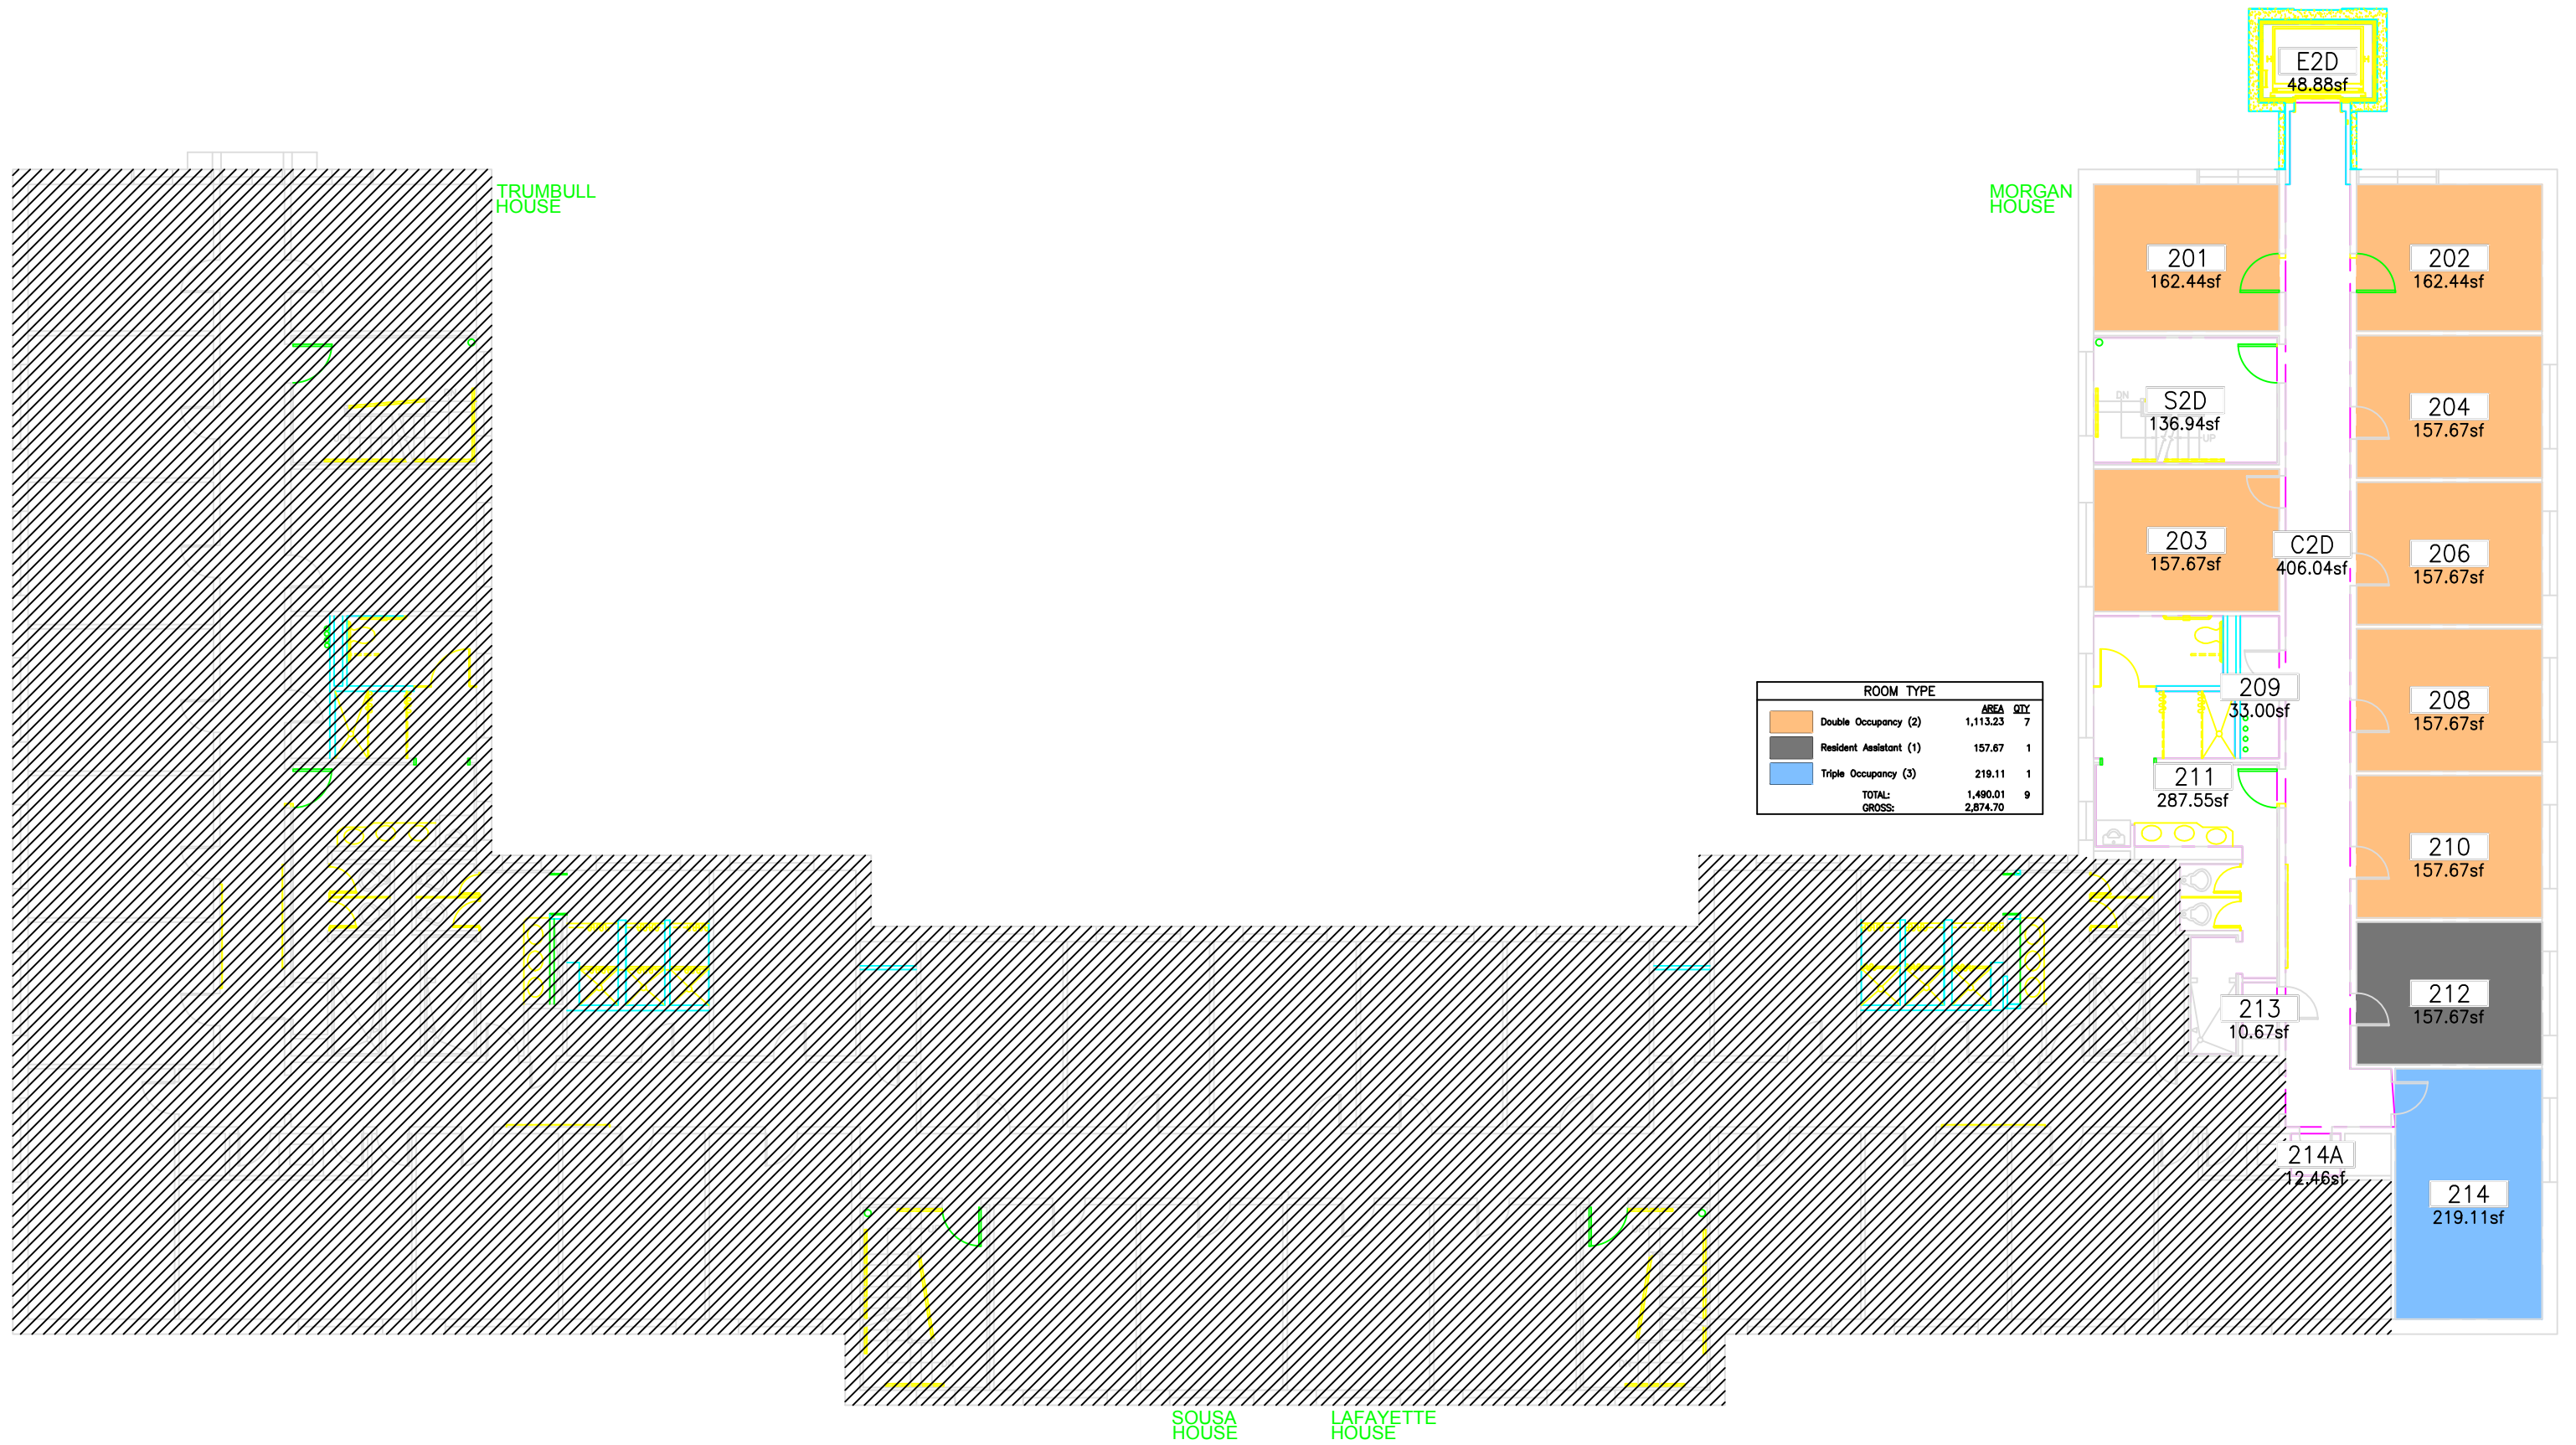 E2D
48.88sf
TRUMBULL
HOUSE
MORGAN
HOUSE
201
162.44sf
202
162.44sf
S2D
136.94sf
DN
UP
204
157.67sf
203
157.67sf
C2D
406.04sf
206
157.67sf
209
33.00sf
208
157.67sf
ROOM TYPE
AREA QTY
Double Occupancy (2) 1,113.23 7
Resident Assistant (1) 157.67 1
Triple Occupancy (3) 219.11 1
TOTAL: 1,490.01 9
GROSS: 2,874.70
211
287.55sf
210
157.67sf
212
157.67sf
213
10.67sf
214A
12.46sf
214
219.11sf
SOUSA
HOUSE
LAFAYETTE
HOUSE